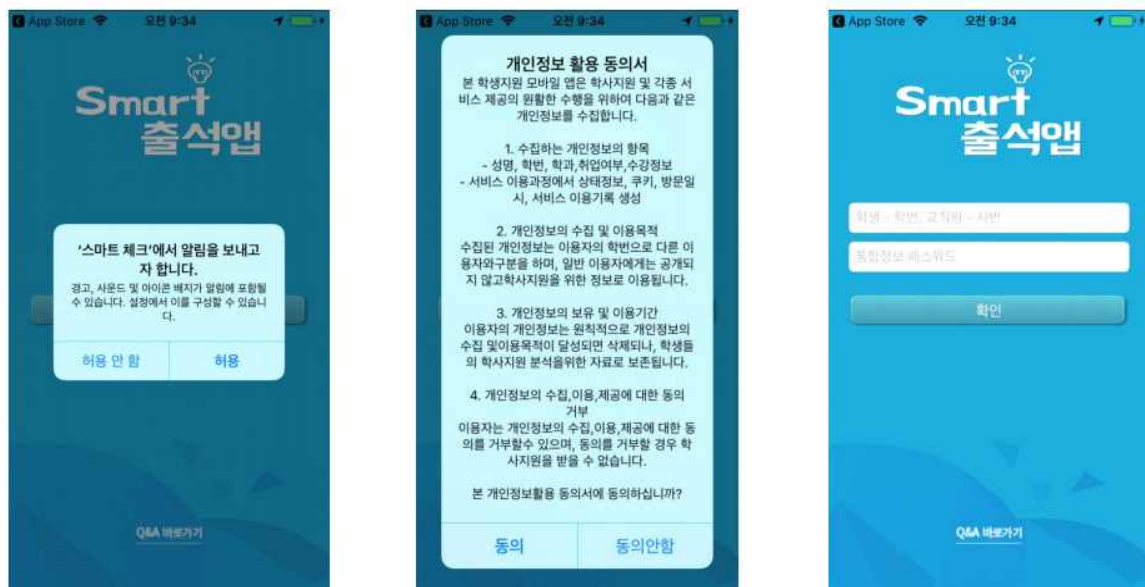 App Store 오전 9:34
Smart
출석앱
'스마트 체크'에서 알림을 보내고
자 합니다.
경고, 사운드 및 아이콘 배지가 알림에 포함될
수 있습니다. 설정에서 이를 구성할 수 있습니
다.
허용 안 함 허용
Q&A 바로가기
App Store 오전 9:34
개인정보 활용 동의서
본 학생지원 모바일 앱은 학사지원 및 각종 서
비스 제공의 원활한 수행을 위하여 다음과 같은
개인정보를 수집합니다.
1. 수집하는 개인정보의 항목
- 성명, 학번, 학과,취업여부,수강정보
- 서비스 이용과정에서 상태정보, 쿠키, 방문일
시, 서비스 이용기록 생성
2. 개인정보의 수집 및 이용목적
수집된 개인정보는 이용자의 학번으로 다른 이
용자와구분을 하며, 일반 이용자에게는 공개되
지 않고학사지원을 위한 정보로 이용됩니다.
3. 개인정보의 보유 및 이용기간
이용자의 개인정보는 원칙적으로 개인정보의
수집 및이용목적이 달성되면 삭제되나, 학생들
의 학사지원 분석을위한 자료로 보존됩니다.
4. 개인정보의 수집,이용,제공에 대한 동의
거부
이용자는 개인정보의 수집,이용,제공에 대한 동
의를 거부할수 있으며, 동의를 거부할 경우 학
사지원을 받을 수 없습니다.
본 개인정보활용 동의서에 동의하십니까?
동의 동의안함
App Store 오전 9:34
Smart
출석앱
학생 - 학번, 교직원 - 사번
통합정보 패스워드
확인
Q&A 바로가기